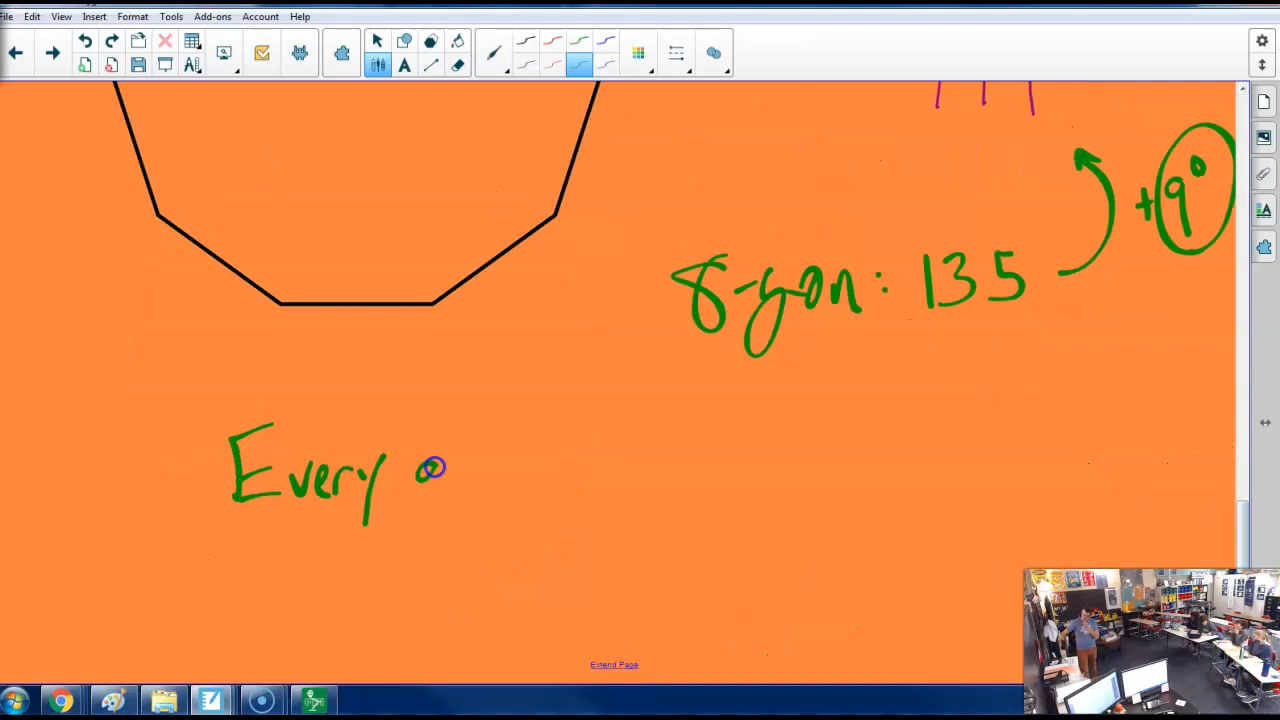 File Edit View Insert Format Tools Add-ons Account Help
+9°
8-gon: 135
Every
Extend Page